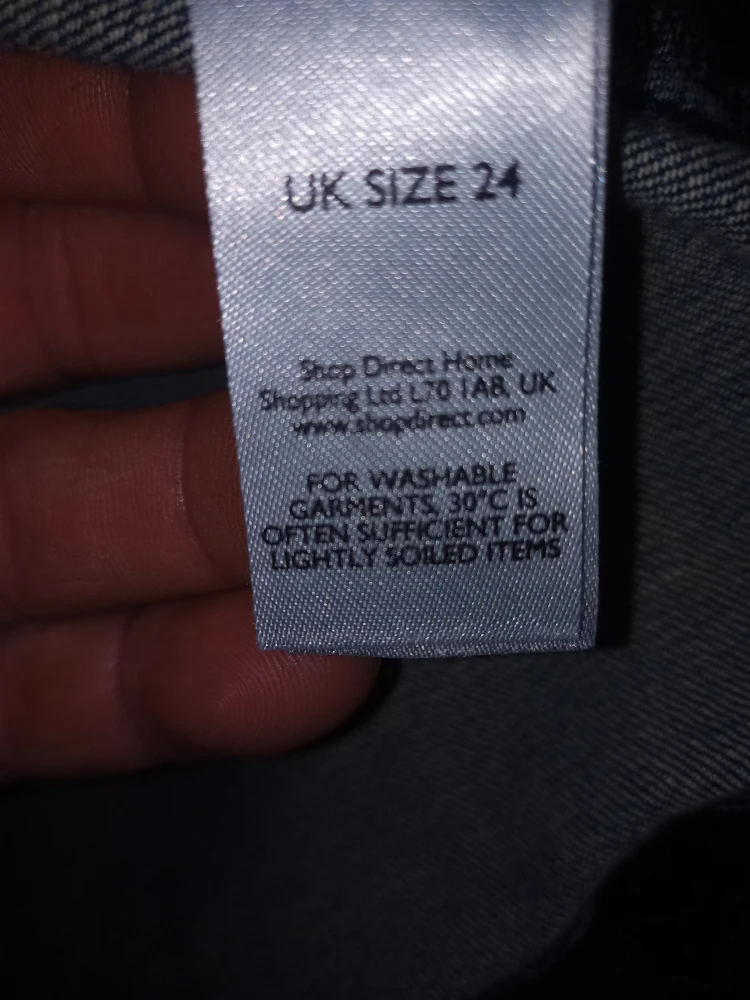 UK SIZE 24
Shop Direct Home
Shopping Ltd L70 1AB, UK
www.shopdirect.com
FOR WASHABLE
GARMENTS, 30°C IS
OFTEN SUFFICIENT FOR
LIGHTLY SOILED ITEMS